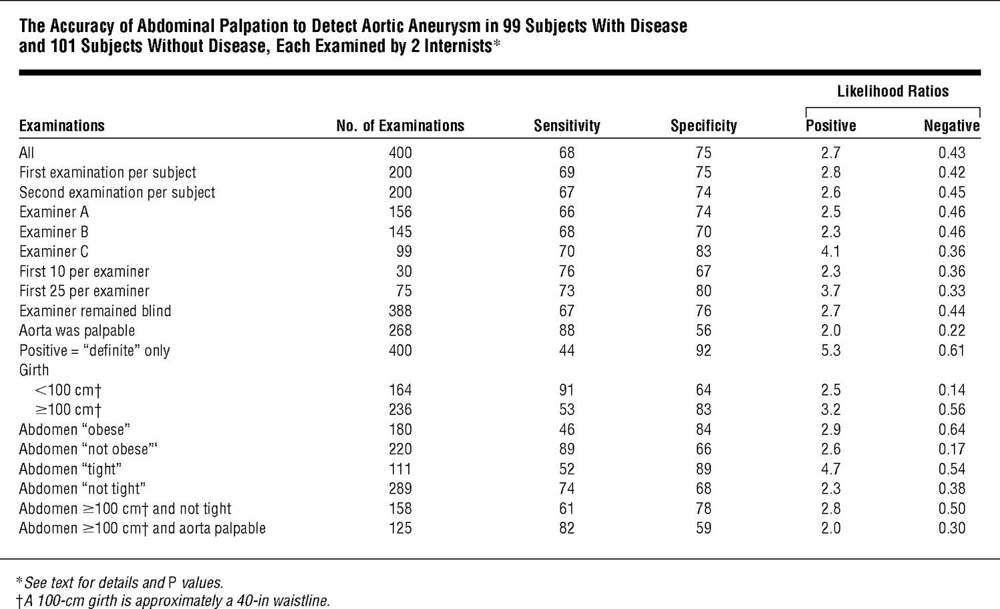 The Accuracy of Abdominal Palpation to Detect Aortic Aneurysm in 99 Subjects With Disease
and 101 Subjects Without Disease, Each Examined by 2 Internists*
Likelihood Ratios
Examinations No. of Examinations Sensitivity Specificity Positive Negative
All 400 68 75 2.7 0.43
First examination per subject 200 69 75 2.8 0.42
Second examination per subject 200 67 74 2.6 0.45
Examiner A 156 66 74 2.5 0.46
Examiner B 145 68 70 2.3 0.46
Examiner C 99 70 83 4.1 0.36
First 10 per examiner 30 76 67 2.3 0.36
First 25 per examiner 75 73 80 3.7 0.33
Examiner remained blind 388 67 76 2.7 0.44
Aorta was palpable 268 88 56 2.0 0.22
Positive = “definite” only 400 44 92 5.3 0.61
Girth
<100 cm† 164 91 64 2.5 0.14
≥100 cm† 236 53 83 3.2 0.56
Abdomen “obese” 180 46 84 2.9 0.64
Abdomen “not obese”‘ 220 89 66 2.6 0.17
Abdomen “tight” 111 52 89 4.7 0.54
Abdomen “not tight” 289 74 68 2.3 0.38
Abdomen ≥100 cm† and not tight 158 61 78 2.8 0.50
Abdomen ≥100 cm† and aorta palpable 125 82 59 2.0 0.30
*See text for details and P values.
†A 100-cm girth is approximately a 40-in waistline.